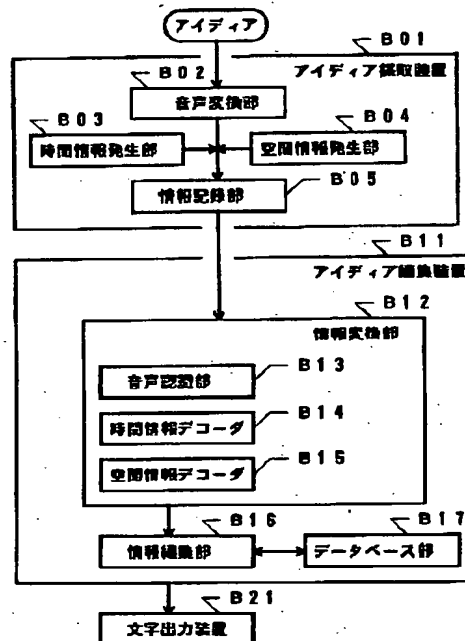 アイディア
B01
アイディア採取装置
B02
音声変換部
B03
時間情報発生部
B04
空間情報発生部
B05
情報記録部
B11
アイディア編集装置
B12
情報変換部
B13
音声認識部
B14
時間情報デコーダ
B15
空間情報デコーダ
B16
情報編集部
B17
データベース部
B21
文字出力装置